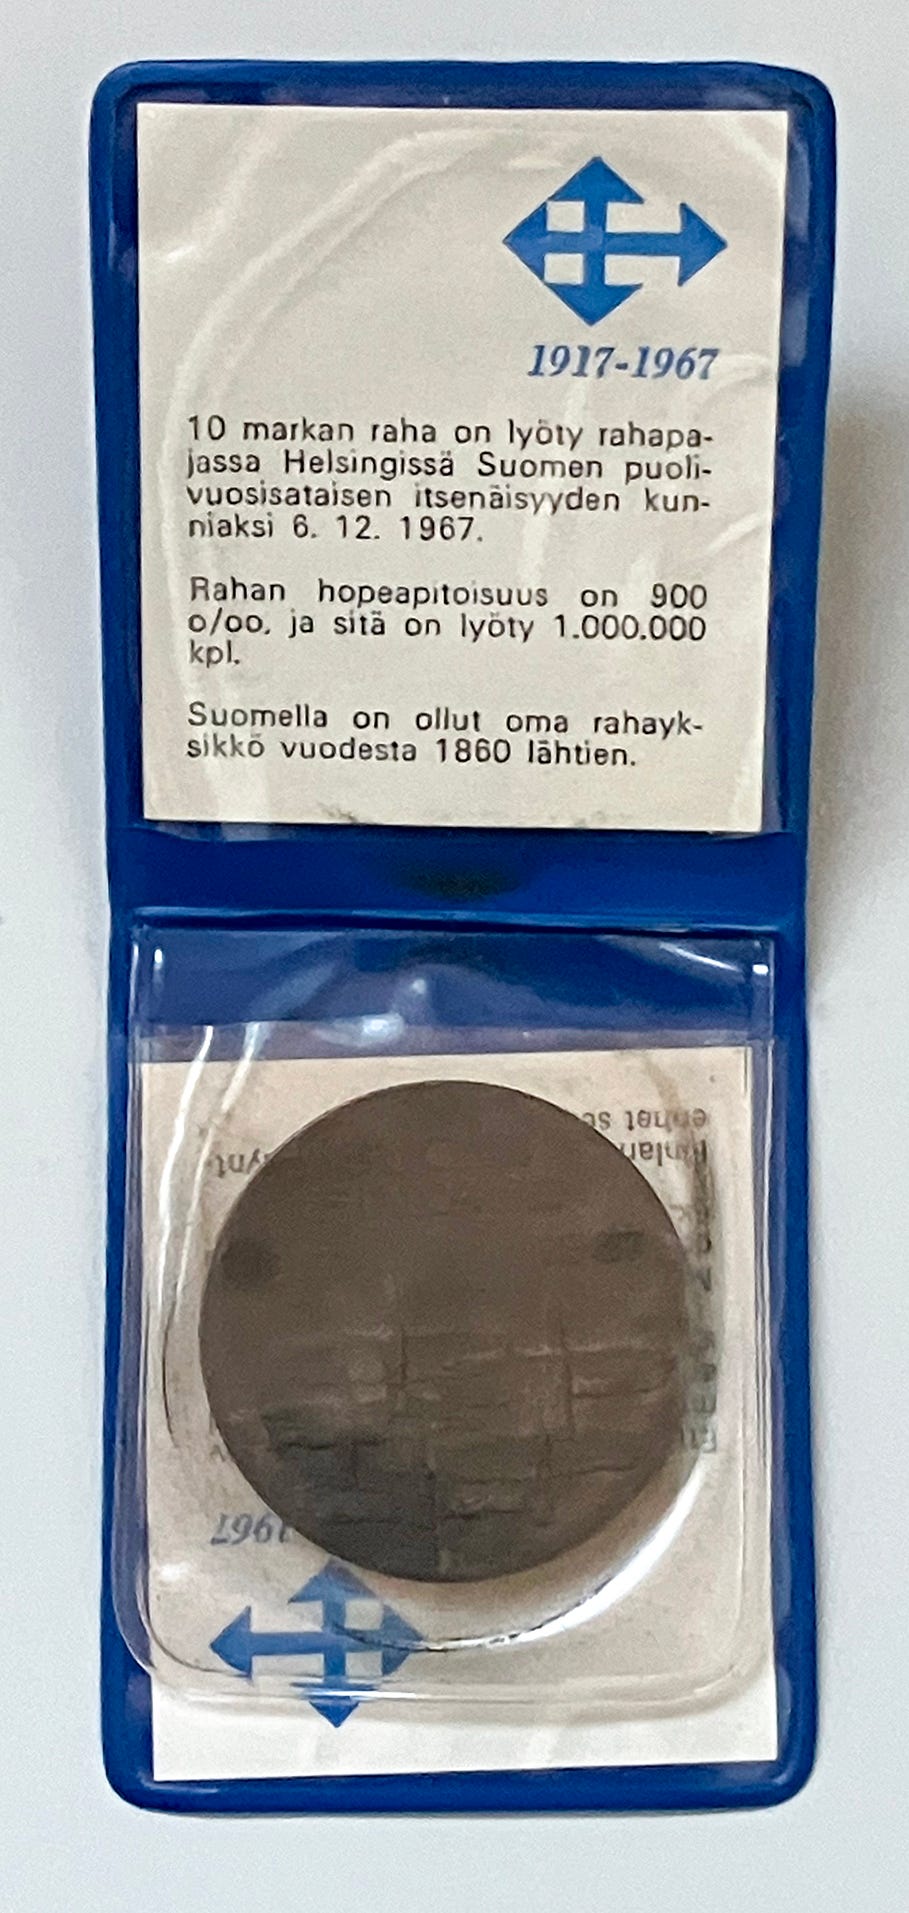 1917-1967
10 markan raha on lyöty rahapa-
jassa Helsingissä Suomen puoli-
vuosisataisen itsenäisyyden kun-
niaksi 6. 12. 1967.
Rahan hopeapitoisuus on 900
o/oo, ja sitä on lyöty 1.000.000
kpl.
Suomella on ollut oma rahayk-
sikkö vuodesta 1860 lähtien.